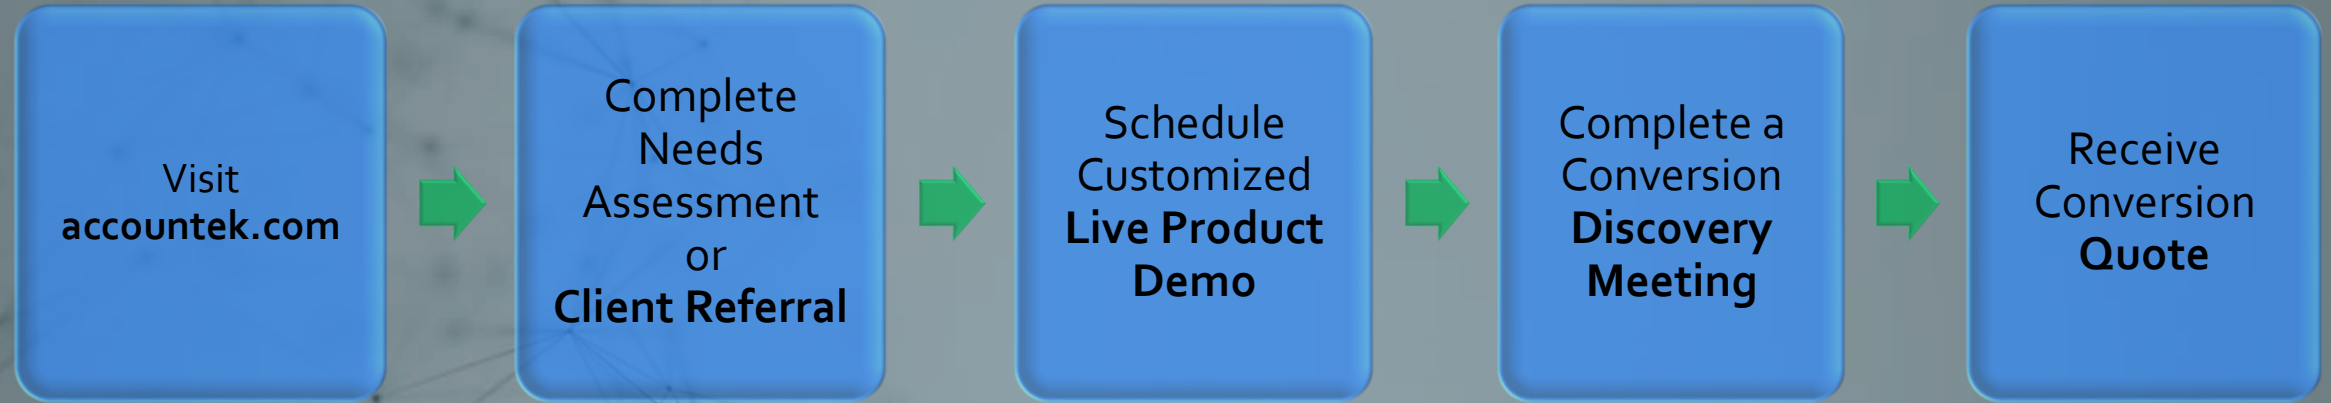 Visit
accountek.com
Complete
Needs
Assessment
or
Client Referral
Schedule
Customized
Live Product
Demo
Complete a
Conversion
Discovery
Meeting
Receive
Conversion
Quote